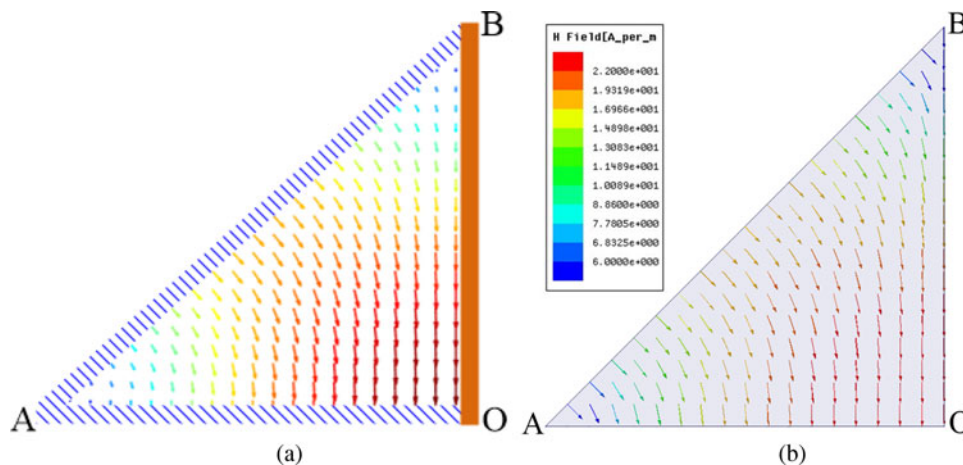 B
A
O
(a)
H Field[A_per_m
2.2000e+001
1.9319e+001
1.6966e+001
1.4898e+001
1.3083e+001
1.1489e+001
1.0089e+001
8.8600e+000
7.7805e+000
6.8325e+000
6.0000e+000
B
A
O
(b)